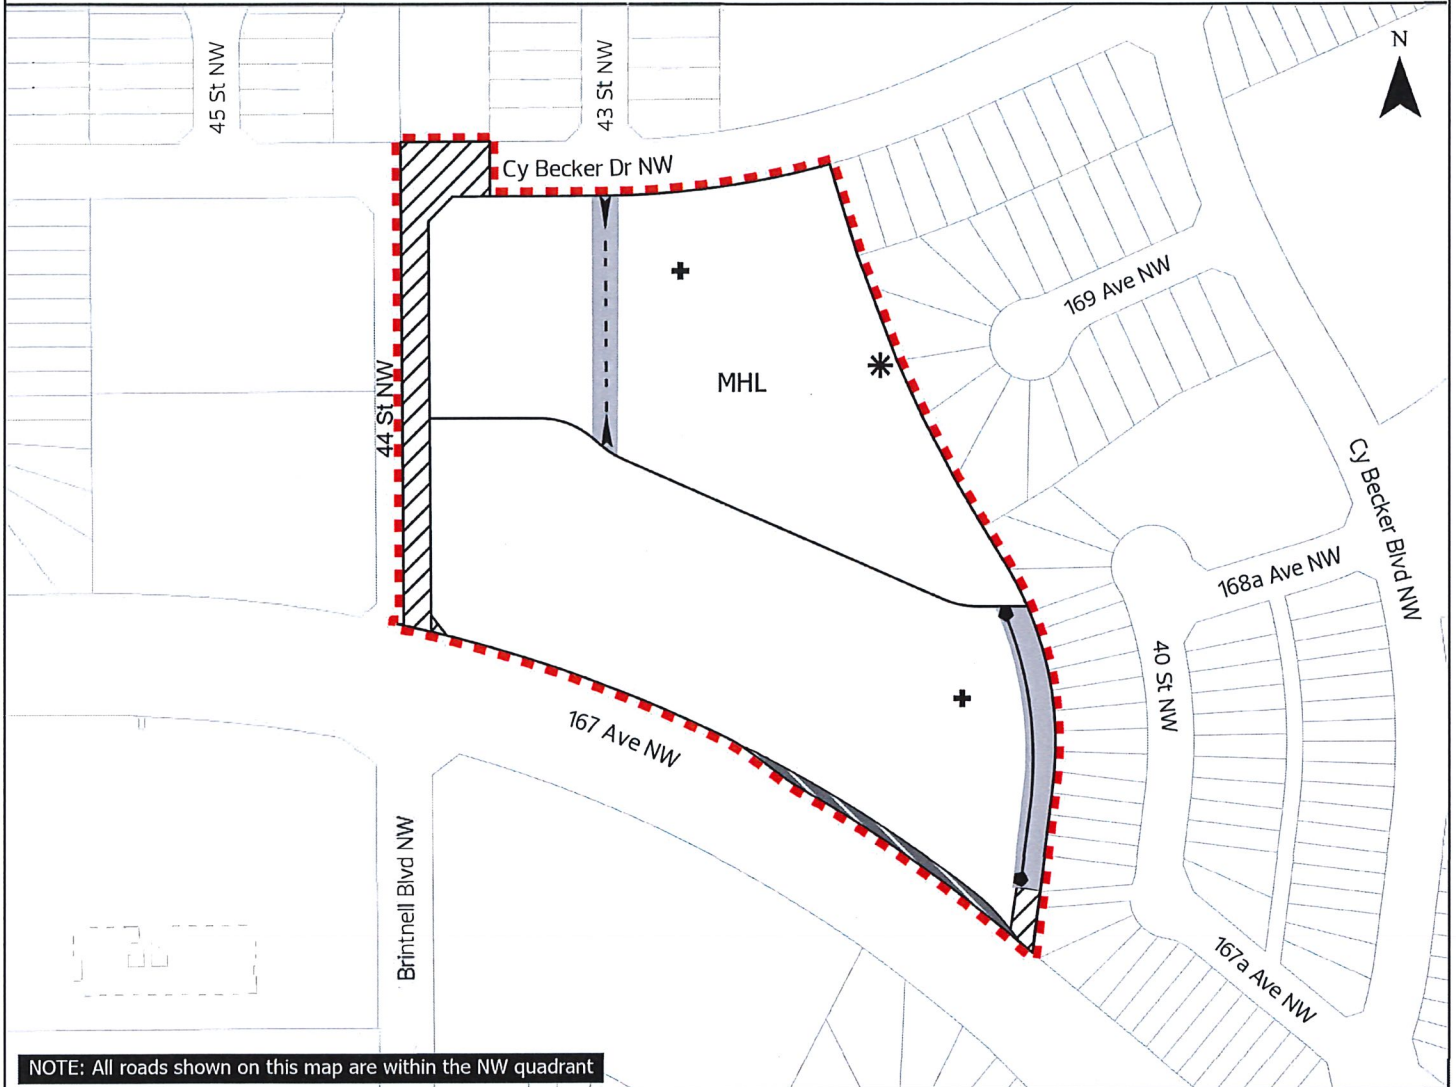 N
45 St NW
43 St NW
Cy Becker Dr NW
169 Ave NW
MHL
44 St NW
Cy Becker Blvd NW
168a Ave NW
40 St NW
167 Ave NW
Brintnell Blvd NW
167a Ave NW
NOTE: All roads shown on this map are within the NW quadrant